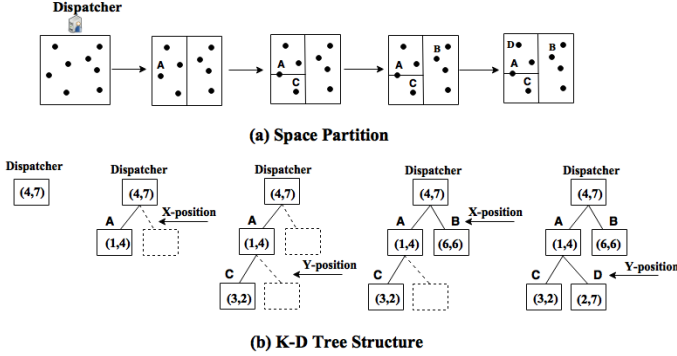 Dispatcher
A
A
C
B
A
C
D
B
A
C
(a) Space Partition
Dispatcher
(4,7)
Dispatcher
(4,7)
A
X-position
(1,4)
Dispatcher
(4,7)
A
(1,4)
C
Y-position
(3,2)
Dispatcher
(4,7)
A
B
X-position
(1,4)
(6,6)
C
(3,2)
Dispatcher
(4,7)
A
B
(1,4)
(6,6)
C
D
Y-position
(3,2)
(2,7)
(b) K-D Tree Structure